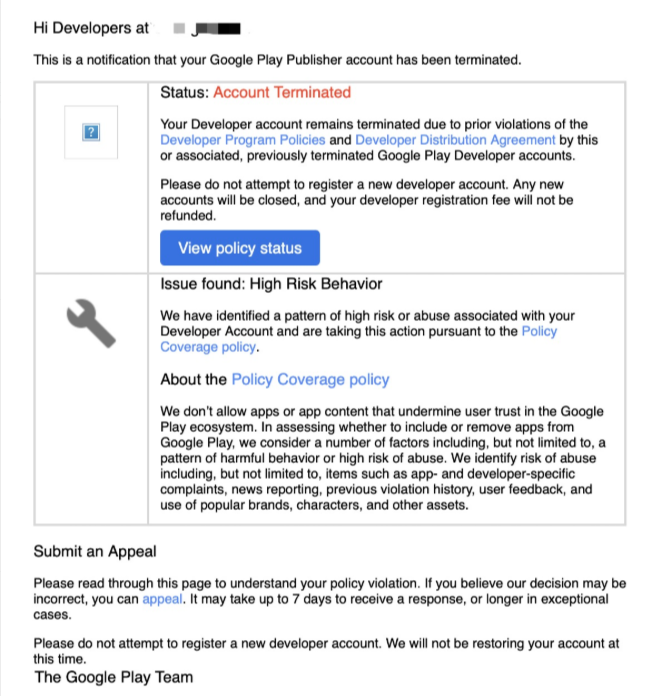 Hi Developers at
This is a notification that your Google Play Publisher account has been terminated.
Status: Account Terminated
Your Developer account remains terminated due to prior violations of the
Developer Program Policies and Developer Distribution Agreement by this
or associated, previously terminated Google Play Developer accounts.
Please do not attempt to register a new developer account. Any new
accounts will be closed, and your developer registration fee will not be
refunded.
View policy status
Issue found: High Risk Behavior
We have identified a pattern of high risk or abuse associated with your
Developer Account and are taking this action pursuant to the Policy
Coverage policy.
About the Policy Coverage policy
We don't allow apps or app content that undermine user trust in the Google
Play ecosystem. In assessing whether to include or remove apps from
Google Play, we consider a number of factors including, but not limited to, a
pattern of harmful behavior or high risk of abuse. We identify risk of abuse
including, but not limited to, items such as app- and developer-specific
complaints, news reporting, previous violation history, user feedback, and
use of popular brands, characters, and other assets.
Submit an Appeal
Please read through this page to understand your policy violation. If you believe our decision may be
incorrect, you can appeal. It may take up to 7 days to receive a response, or longer in exceptional
cases.
Please do not attempt to register a new developer account. We will not be restoring your account at
this time.
The Google Play Team